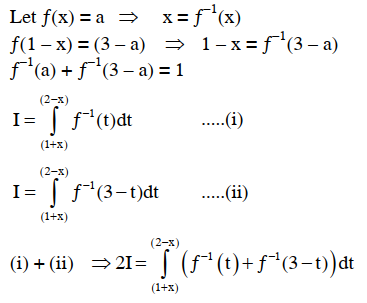 Let f(x) = a ⇒ x = f⁻¹(x)
f(1 – x) = (3 – a) ⇒ 1 – x = f⁻¹(3 – a)
f⁻¹(a) + f⁻¹(3 – a) = 1
I = ∫_{(1+x)}^{(2–x)} f⁻¹(t)dt .....(i)
I = ∫_{(1+x)}^{(2–x)} f⁻¹(3 – t)dt .....(ii)
(i) + (ii) ⇒ 2I = ∫_{(1+x)}^{(2–x)} (f⁻¹(t) + f⁻¹(3 – t))dt